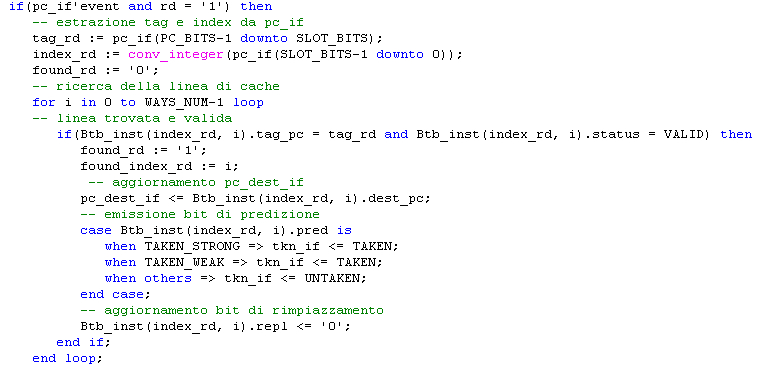 if(pc_if'event and rd = '1') then
-- estrazione tag e index da pc_if
tag_rd := pc_if(PC_BITS-1 downto SLOT_BITS);
index_rd := conv_integer(pc_if(SLOT_BITS-1 downto 0));
found_rd := '0';
-- ricerca della linea di cache
for i in 0 to WAYS_NUM-1 loop
-- linea trovata e valida
if(Btb_inst(index_rd, i).tag_pc = tag_rd and Btb_inst(index_rd, i).status = VALID) then
found_rd := '1';
found_index_rd := i;
-- aggiornamento pc_dest_if
pc_dest_if <= Btb_inst(index_rd, i).dest_pc;
-- emissione bit di predizione
case Btb_inst(index_rd, i).pred is
when TAKEN_STRONG => tkn_if <= TAKEN;
when TAKEN_WEAK => tkn_if <= TAKEN;
when others => tkn_if <= UNTAKEN;
end case;
-- aggiornamento bit di rimpiazzamento
Btb_inst(index_rd, i).repl <= '0';
end if;
end loop;